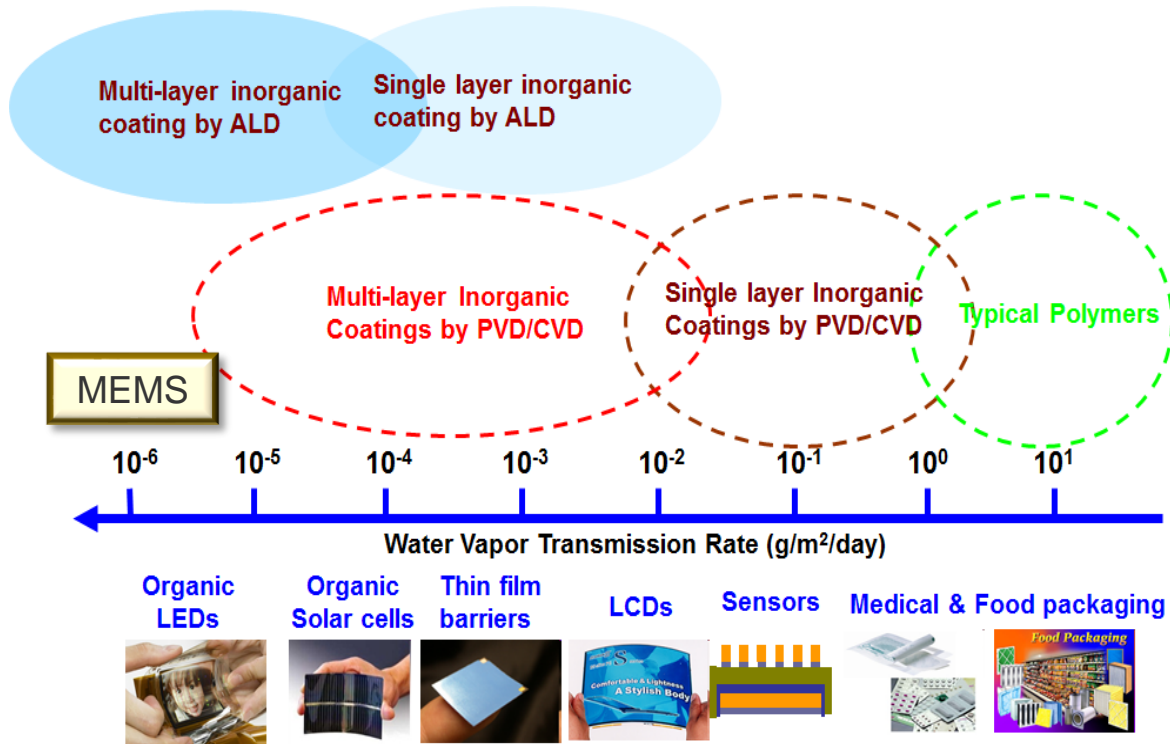 Multi-layer inorganic
coating by ALD
Single layer inorganic
coating by ALD
Multi-layer Inorganic
Coatings by PVD/CVD
Single layer Inorganic
Coatings by PVD/CVD
Typical Polymers
MEMS
10⁻⁶ 10⁻⁵ 10⁻⁴ 10⁻³ 10⁻² 10⁻¹ 10⁰ 10¹
Water Vapor Transmission Rate (g/m²/day)
Organic
LEDs
Organic
Solar cells
Thin film
barriers
LCDs
Sensors
Medical & Food packaging
Comfortable & Lightness
A Stylish Body
Food Packaging